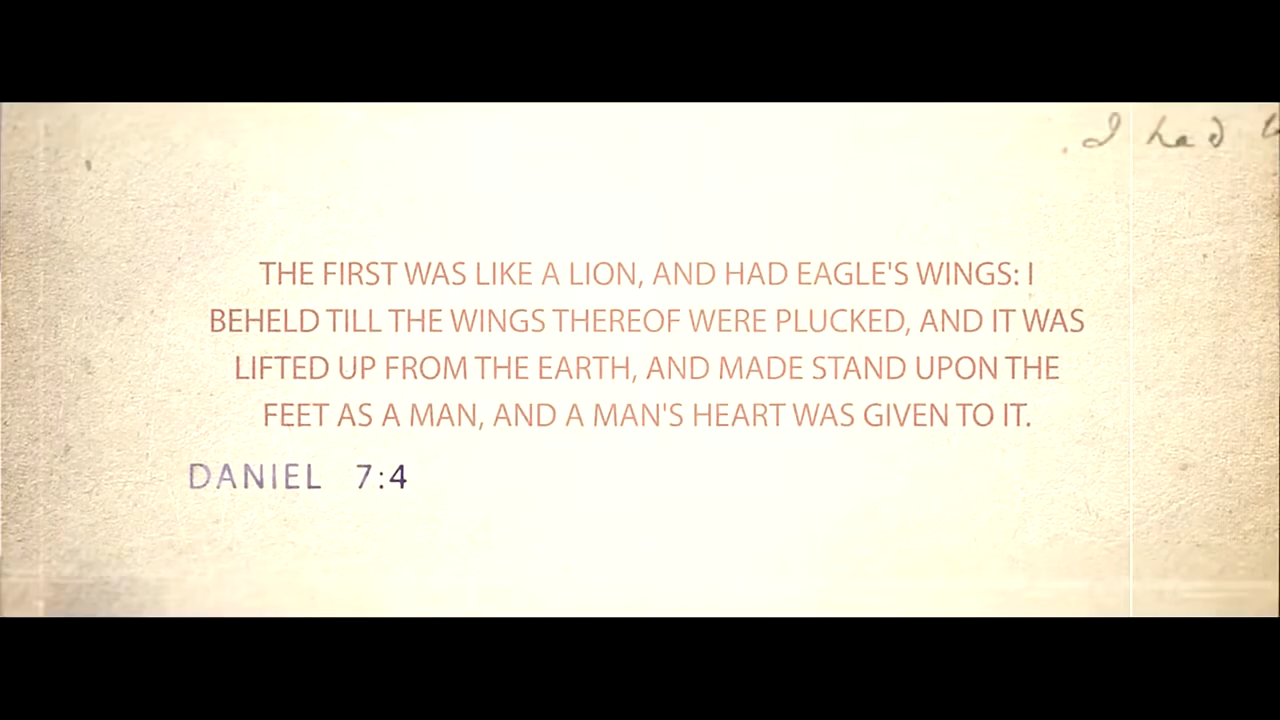 I had
THE FIRST WAS LIKE A LION, AND HAD EAGLE'S WINGS: I
BEHELD TILL THE WINGS THEREOF WERE PLUCKED, AND IT WAS
LIFTED UP FROM THE EARTH, AND MADE STAND UPON THE
FEET AS A MAN, AND A MAN'S HEART WAS GIVEN TO IT.
DANIEL 7:4